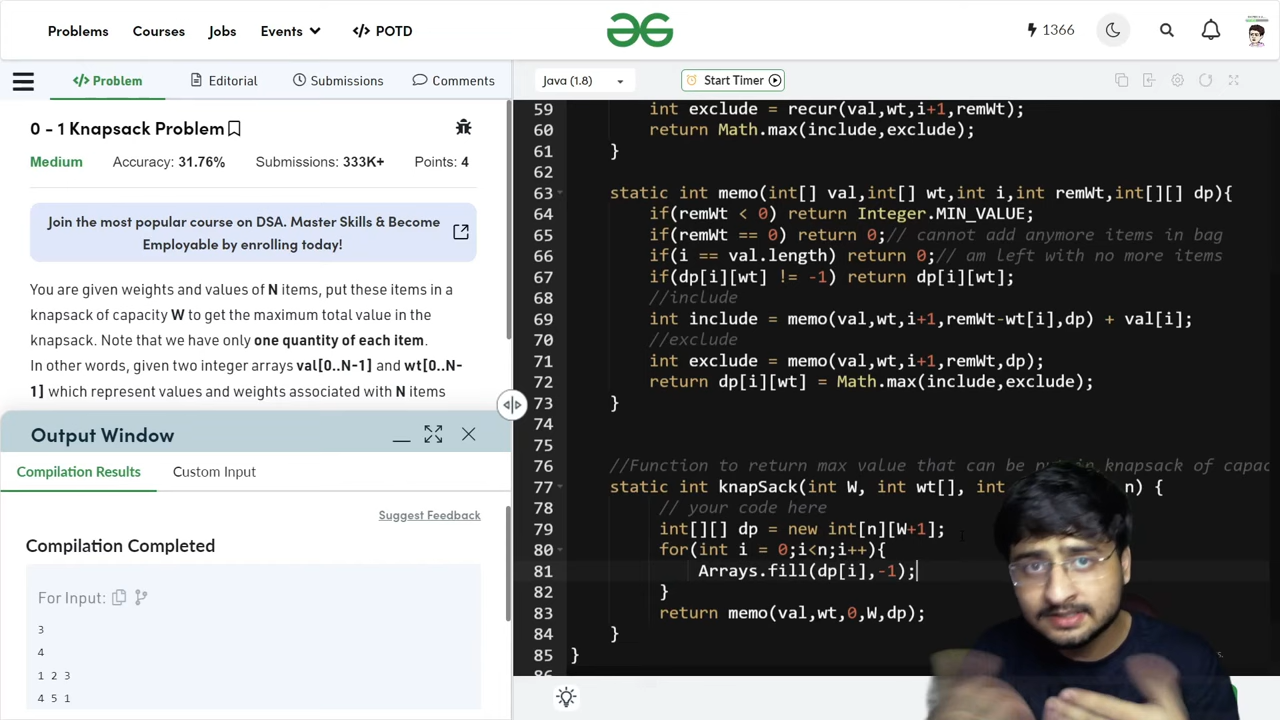 Problems Courses Jobs Events </> POTD 1366
</> Problem Editorial Submissions Comments
Java (1.8) Start Timer
0 - 1 Knapsack Problem
Medium Accuracy: 31.76% Submissions: 333K+ Points: 4
Join the most popular course on DSA. Master Skills & Become
Employable by enrolling today!
You are given weights and values of N items, put these items in a
knapsack of capacity W to get the maximum total value in the
knapsack. Note that we have only one quantity of each item.
In other words, given two integer arrays val[0..N-1] and wt[0..N-
1] which represent values and weights associated with N items
Output Window
Compilation Results Custom Input
Suggest Feedback
Compilation Completed
For Input:
3
4
1 2 3
4 5 1
59 int exclude = recur(val,wt,i+1,remWt);
60 return Math.max(include,exclude);
61 }
62
63 static int memo(int[] val,int[] wt,int i,int remWt,int[][] dp){
64 if(remWt < 0) return Integer.MIN_VALUE;
65 if(remWt == 0) return 0;// cannot add anymore items in bag
66 if(i == val.length) return 0;// am left with no more items
67 if(dp[i][wt] != -1) return dp[i][wt];
68 //include
69 int include = memo(val,wt,i+1,remWt-wt[i],dp) + val[i];
70 //exclude
71 int exclude = memo(val,wt,i+1,remWt,dp);
72 return dp[i][wt] = Math.max(include,exclude);
73 }
74
75
76 //Function to return max value that can be put in knapsack of capac
77 static int knapSack(int W, int wt[], int n) {
78 // your code here
79 int[][] dp = new int[n][W+1];
80 for(int i = 0;i<n;i++){
81 Arrays.fill(dp[i],-1);
82 }
83 return memo(val,wt,0,W,dp);
84 }
85 }